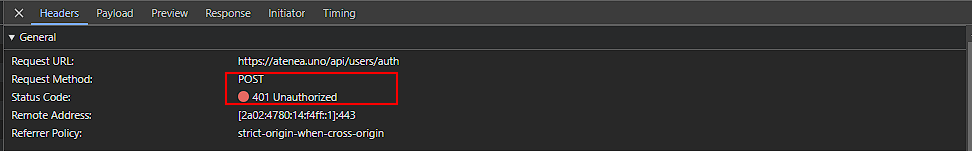 Headers Payload Preview Response Initiator Timing
General
Request URL: https://atenea.uno/api/users/auth
Request Method: POST
Status Code: 401 Unauthorized
Remote Address: [2a02:4780:14:f4ff::1]:443
Referrer Policy: strict-origin-when-cross-origin